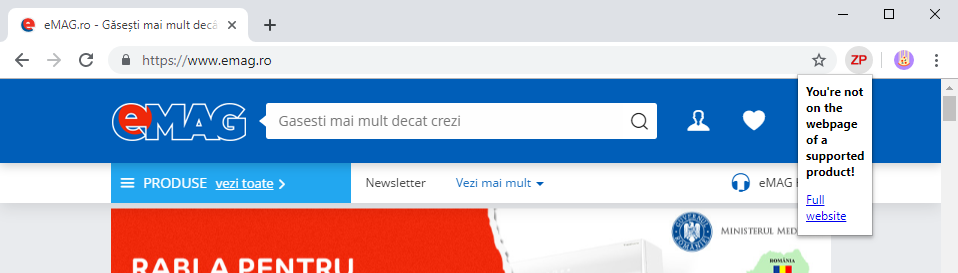 eMAG.ro - Găsești mai mult decâ
https://www.emag.ro
ZP
You're not
on the
webpage
of a
supported
product!
Full
website
eMAG
Gasesti mai mult decat crezi
PRODUSE vezi toate
Newsletter
Vezi mai mult
eMAG
GUVERNUL ROMÂNIEI
MINISTERUL MED
ROMÂNIA
RABLA PENTRU